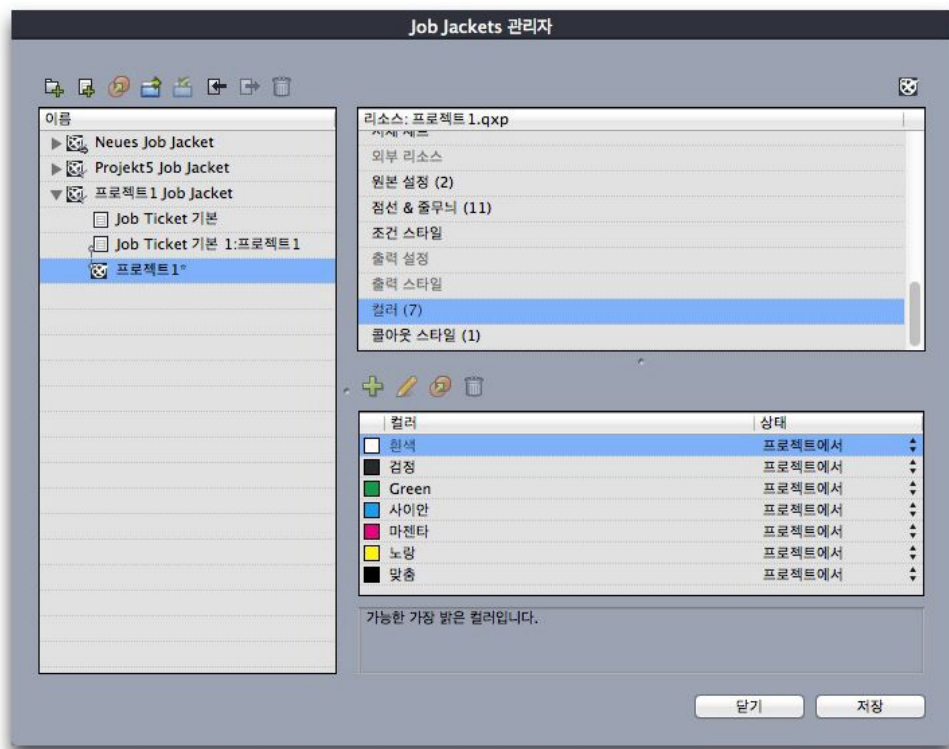 Job Jackets 관리자
이름
Neues Job Jacket
Projekt5 Job Jacket
프로젝트1 Job Jacket
Job Ticket 기본
Job Ticket 기본 1:프로젝트1
프로젝트1*
리소스: 프로젝트1.qxp
외부 리소스
원본 설정 (2)
점선 & 줄무늬 (11)
조건 스타일
출력 설정
출력 스타일
컬러 (7)
콜아웃 스타일 (1)
컬러 상태
흰색 프로젝트에서
검정 프로젝트에서
Green 프로젝트에서
사이안 프로젝트에서
마젠타 프로젝트에서
노랑 프로젝트에서
맞춤 프로젝트에서
가능한 가장 밝은 컬러입니다.
닫기 저장